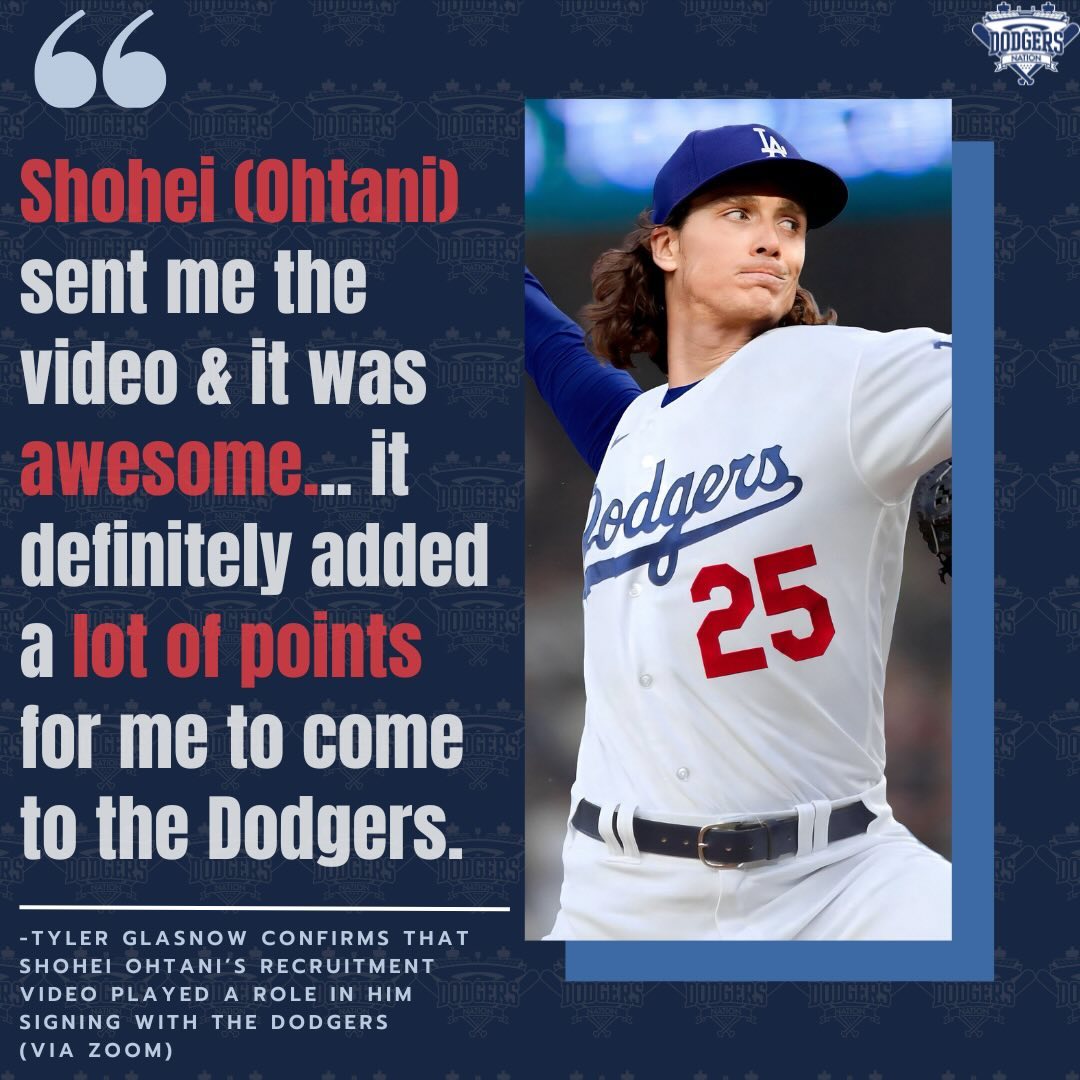 DODGERS
NATION
Shohei (Ohtani)
sent me the
video & it was
awesome... it
definitely added
a lot of points
for me to come
to the Dodgers.
-TYLER GLASNOW CONFIRMS THAT
SHOHEI OHTANI'S RECRUITMENT
VIDEO PLAYED A ROLE IN HIM
SIGNING WITH THE DODGERS
(VIA ZOOM)
LA
Dodgers
25